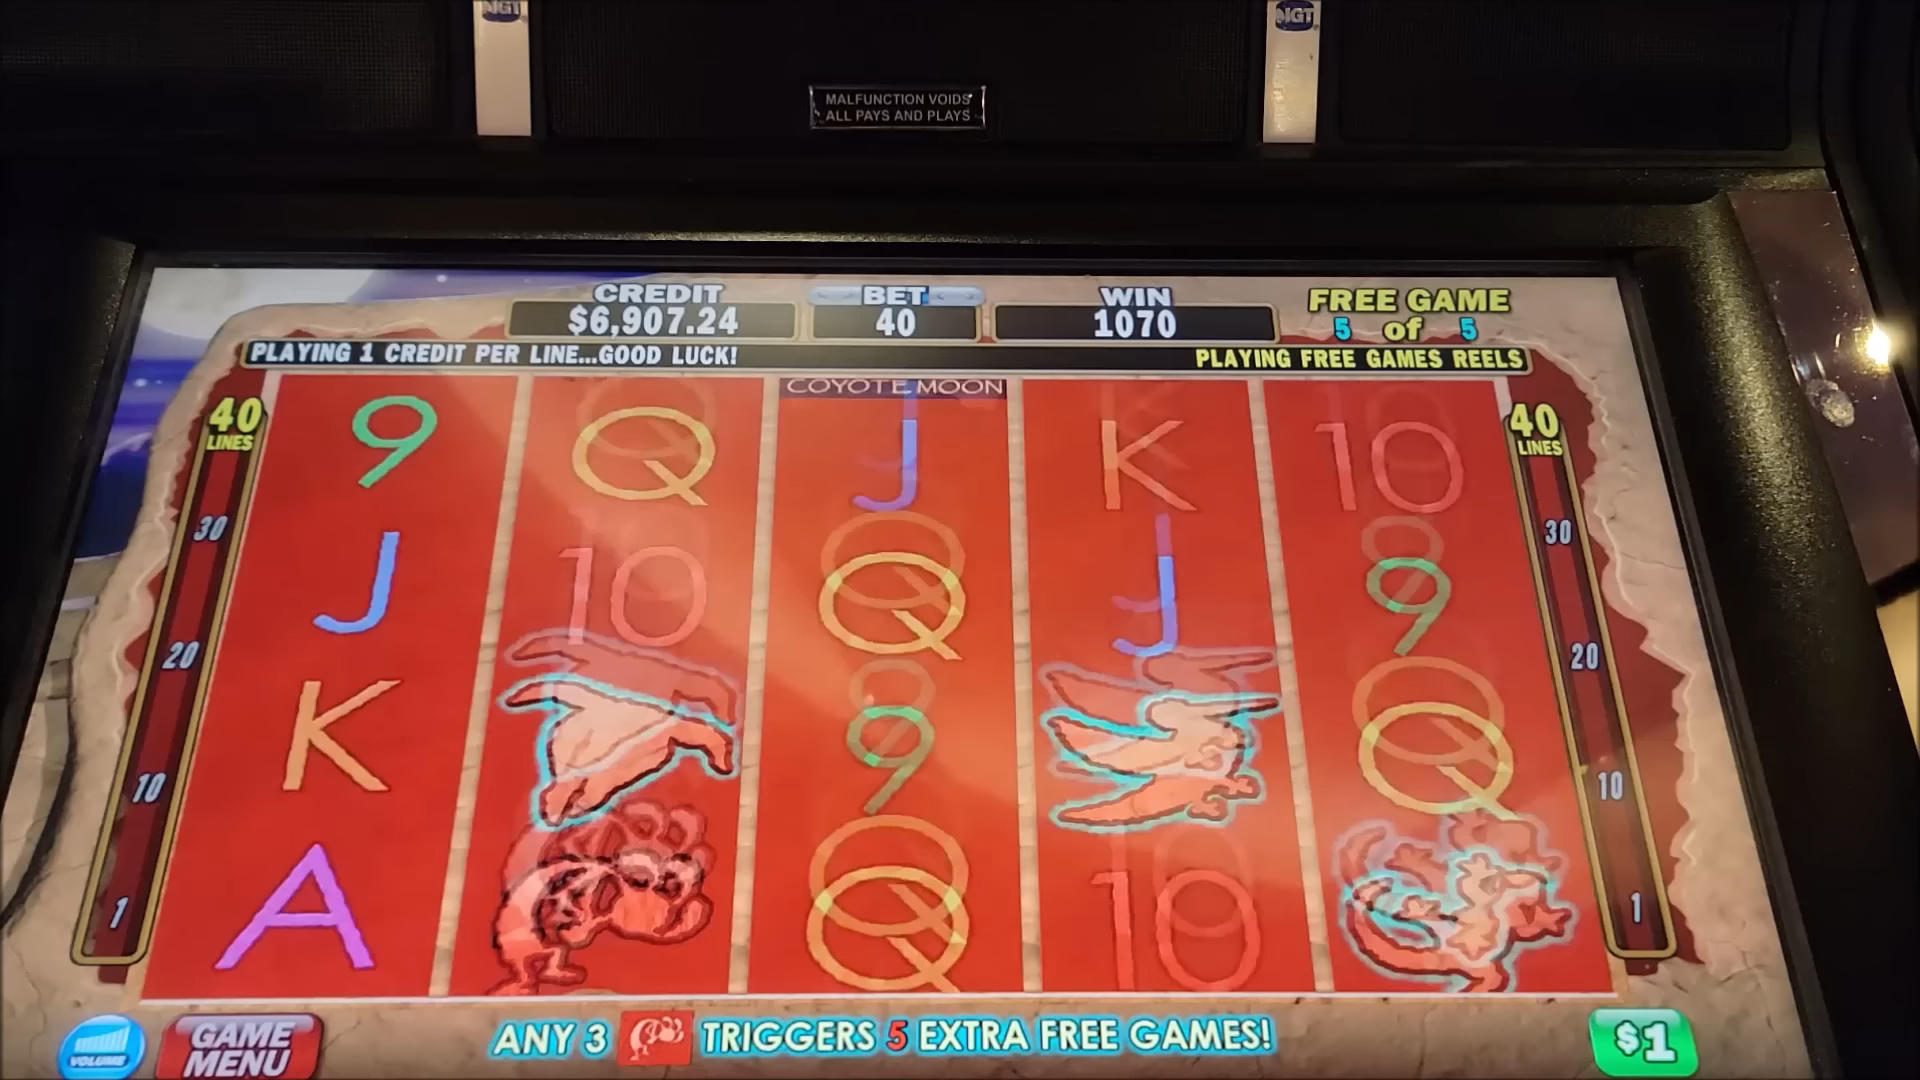 IGT
IGT
MALFUNCTION VOIDS
ALL PAYS AND PLAYS
CREDIT
$6,907.24
BET
40
WIN
1070
FREE GAME
5 of 5
PLAYING 1 CREDIT PER LINE...GOOD LUCK!
PLAYING FREE GAMES REELS
COYOTE MOON
40
LINES
30
20
10
1
9 Q J K 10
J 10 Q J 9
K 9 Q
A Q 10
40
LINES
30
20
10
1
VOLUME
GAME
MENU
ANY 3 TRIGGERS 5 EXTRA FREE GAMES!
$1